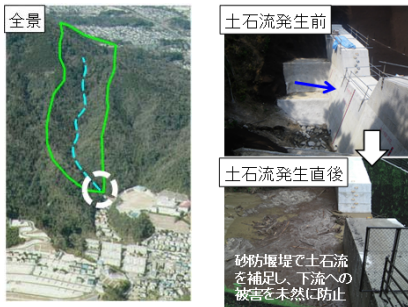 全景
土石流発生前
土石流発生直後
砂防堰堤で土石流
を補足し、下流への
被害を未然に防止